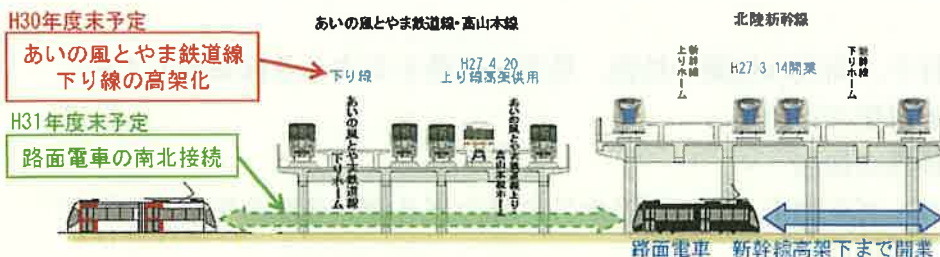 H30年度末予定
あいの風とやま鉄道線
下り線の高架化
H31年度末予定
路面電車の南北接続
あいの風とやま鉄道線・高山本線
下り線
H27.4.20
上り線高架供用
あいの風とやま鉄道線
下りホーム
あいの風とやま鉄道線上り・
高山本線ホーム
北陸新幹線
新幹線
上りホーム
H27.3.14開業
新幹線
下りホーム
路面電車 新幹線高架下まで開業